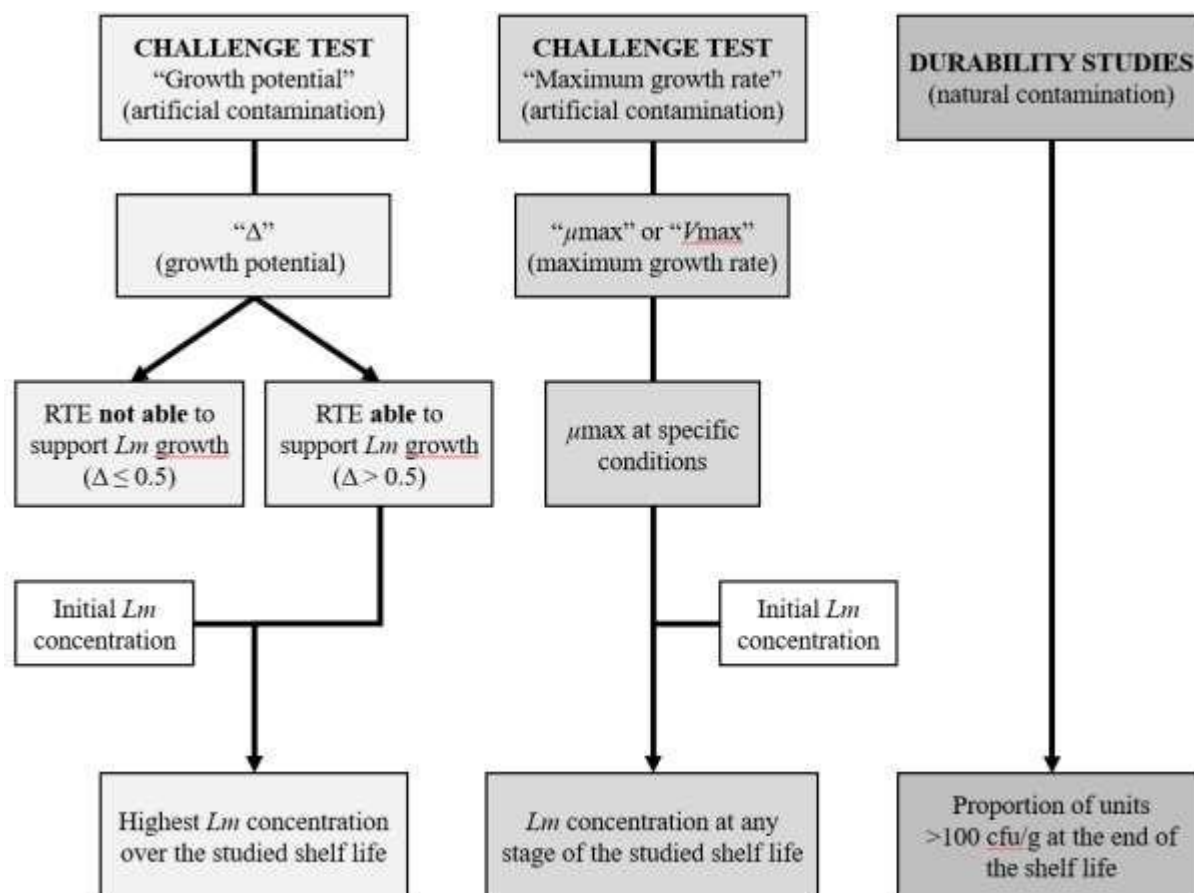 CHALLENGE TEST
“Growth potential”
(artificial contamination)
CHALLENGE TEST
“Maximum growth rate”
(artificial contamination)
DURABILITY STUDIES
(natural contamination)
“Δ”
(growth potential)
“μmax” or “Vmax”
(maximum growth rate)
RTE not able to
support Lm growth
(Δ ≤ 0.5)
RTE able to
support Lm growth
(Δ > 0.5)
μmax at specific
conditions
Initial Lm
concentration
Initial Lm
concentration
Highest Lm concentration
over the studied shelf life
Lm concentration at any
stage of the studied shelf life
Proportion of units
>100 cfu/g at the end of
the shelf life